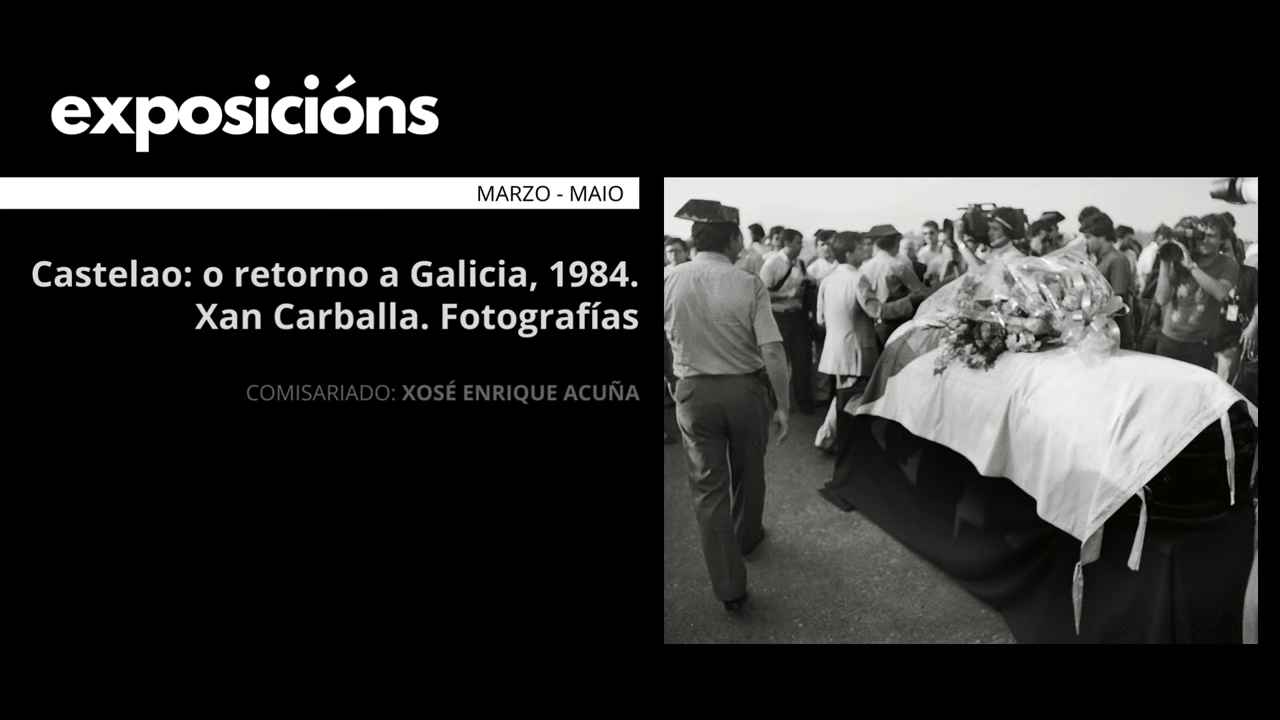 exposicións
MARZO - MAIO
Castelao: o retorno a Galicia, 1984.
Xan Carballa. Fotografías
COMISARIADO: XOSÉ ENRIQUE ACUÑA